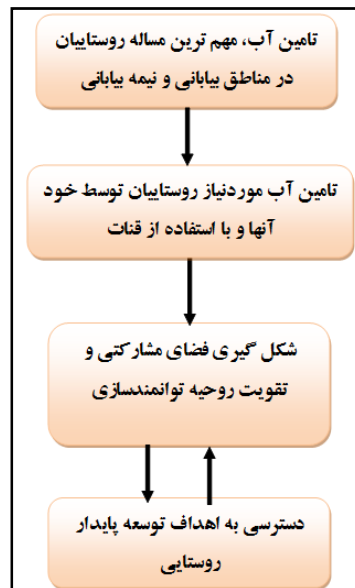 تامین آب، مهم ترین مساله روستاییان
در مناطق بیابانی و نیمه بیابانی
تامین آب موردنیاز روستاییان توسط خود
آنها و با استفاده از قنات
شکل گیری فضای مشارکتی و
تقویت روحیه توانمندسازی
دسترسی به اهداف توسعه پایدار
روستایی